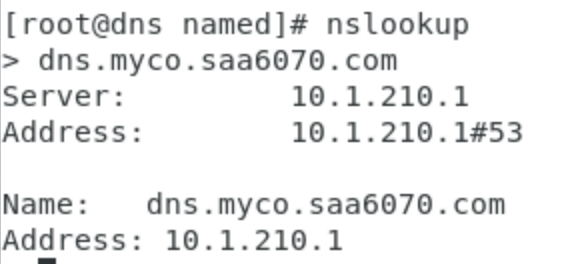 [root@dns named]# nslookup
> dns.myco.saa6070.com
Server:         10.1.210.1
Address:        10.1.210.1#53

Name:   dns.myco.saa6070.com
Address: 10.1.210.1